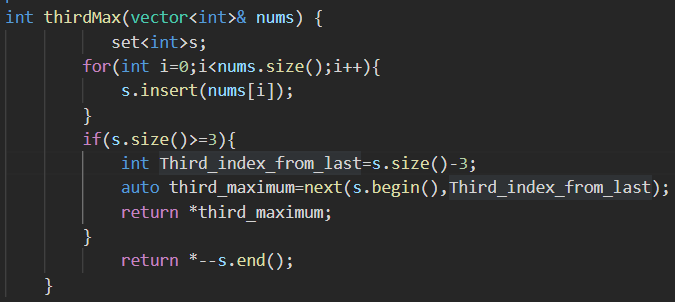 int thirdMax(vector<int>& nums) {
set<int>s;
for(int i=0;i<nums.size();i++){
s.insert(nums[i]);
}
if(s.size()>=3){
int Third_index_from_last=s.size()-3;
auto third_maximum=next(s.begin(),Third_index_from_last);
return *third_maximum;
}
return *--s.end();
}